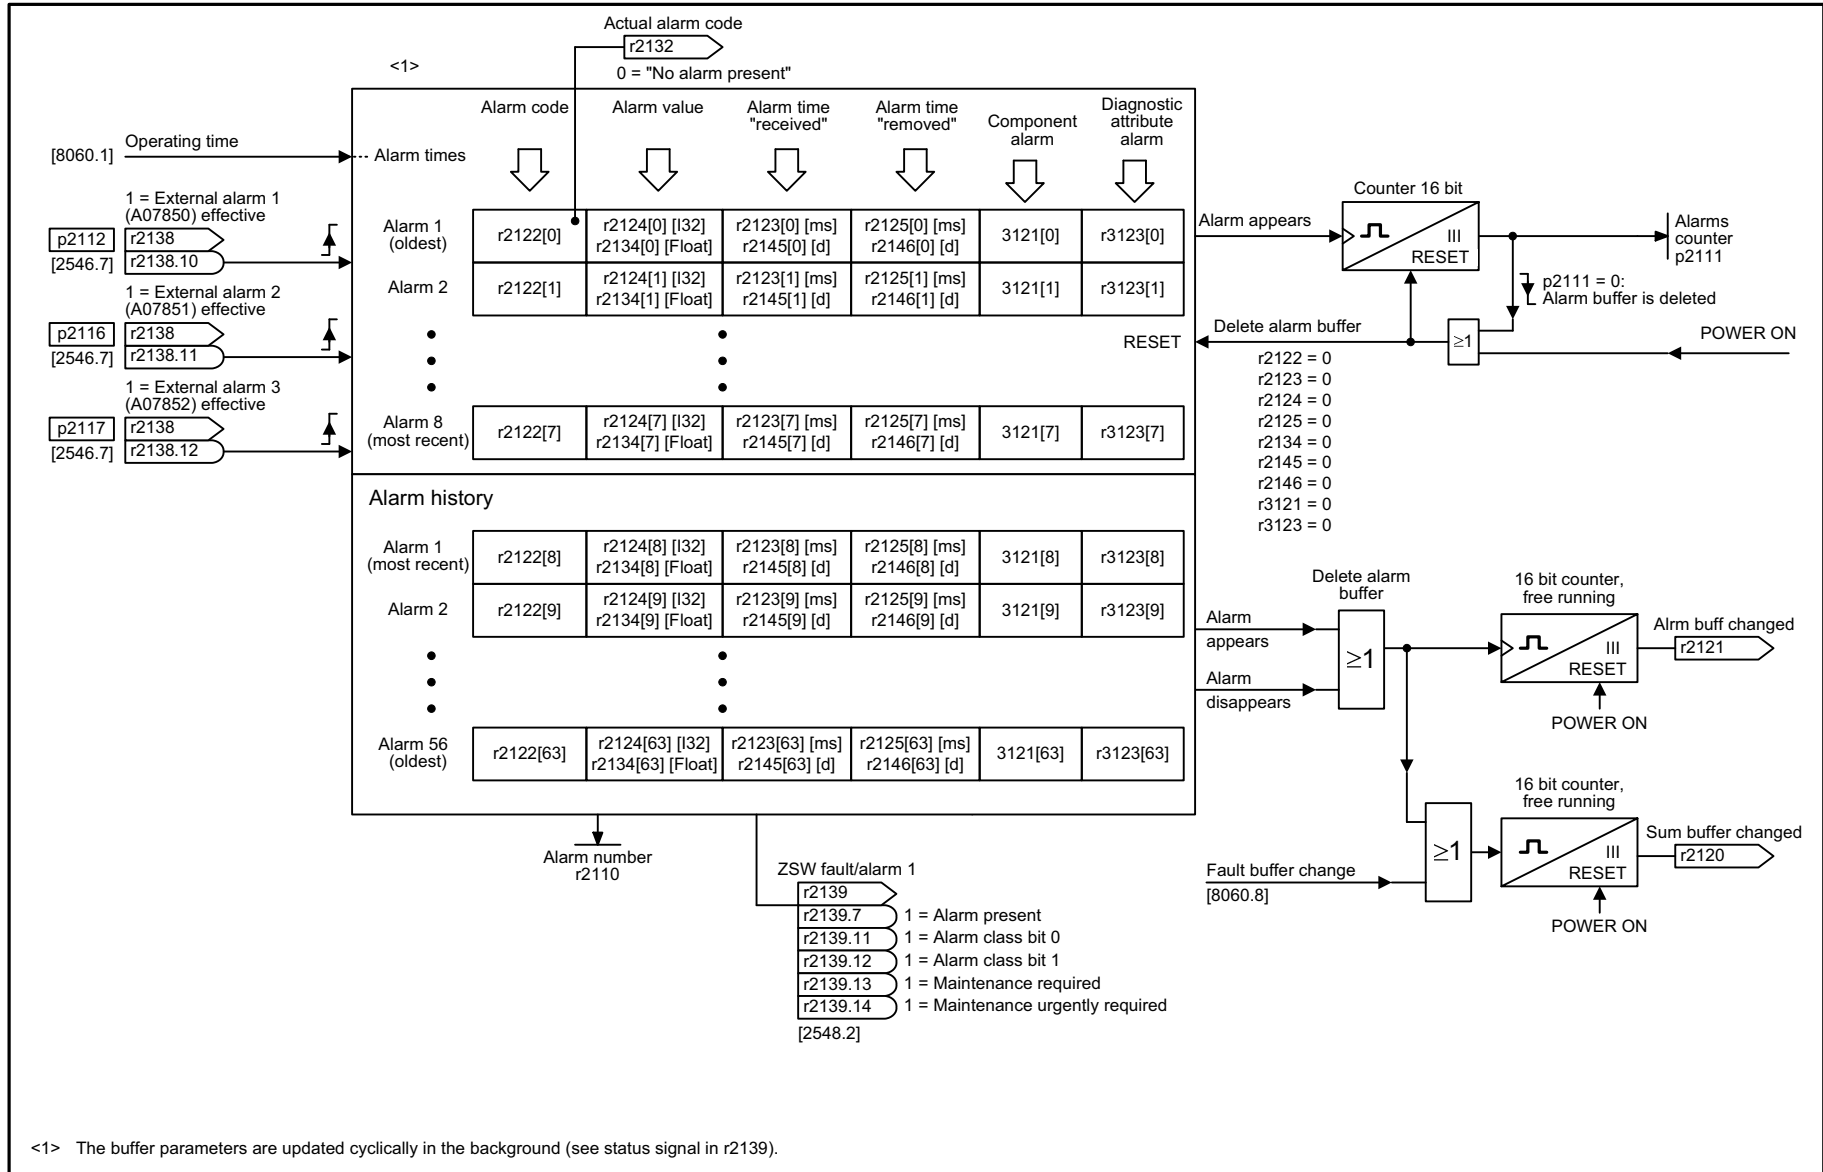 Actual alarm code
r2132
0 = "No alarm present"
<1>
Alarm code
Alarm value
Alarm time
"received"
Alarm time
"removed"
Component
alarm
Diagnostic
attribute
alarm
[8060.1]
Operating time
Alarm times
1 = External alarm 1
(A07850) effective
p2112
r2138
[2546.7]
r2138.10
1 = External alarm 2
(A07851) effective
p2116
r2138
[2546.7]
r2138.11
1 = External alarm 3
(A07852) effective
p2117
r2138
[2546.7]
r2138.12
Alarm 1
(oldest)
r2122[0]
r2124[0] [I32]
r2134[0] [Float]
r2123[0] [ms]
r2145[0] [d]
r2125[0] [ms]
r2146[0] [d]
3121[0]
r3123[0]
Alarm 2
r2122[1]
r2124[1] [I32]
r2134[1] [Float]
r2123[1] [ms]
r2145[1] [d]
r2125[1] [ms]
r2146[1] [d]
3121[1]
r3123[1]
RESET
Alarm 8
(most recent)
r2122[7]
r2124[7] [I32]
r2134[7] [Float]
r2123[7] [ms]
r2145[7] [d]
r2125[7] [ms]
r2146[7] [d]
3121[7]
r3123[7]
Alarm appears
Counter 16 bit
III
RESET
Alarms
counter
p2111
p2111 = 0:
Alarm buffer is deleted
Delete alarm buffer
≥1
POWER ON
r2122 = 0
r2123 = 0
r2124 = 0
r2125 = 0
r2134 = 0
r2145 = 0
r2146 = 0
r3121 = 0
r3123 = 0
Alarm history
Alarm 1
(most recent)
r2122[8]
r2124[8] [I32]
r2134[8] [Float]
r2123[8] [ms]
r2145[8] [d]
r2125[8] [ms]
r2146[8] [d]
3121[8]
r3123[8]
Alarm 2
r2122[9]
r2124[9] [I32]
r2134[9] [Float]
r2123[9] [ms]
r2145[9] [d]
r2125[9] [ms]
r2146[9] [d]
3121[9]
r3123[9]
Alarm 56
(oldest)
r2122[63]
r2124[63] [I32]
r2134[63] [Float]
r2123[63] [ms]
r2145[63] [d]
r2125[63] [ms]
r2146[63] [d]
3121[63]
r3123[63]
Delete alarm
buffer
Alarm
appears
Alarm
disappears
≥1
16 bit counter,
free running
III
RESET
POWER ON
Alrm buff changed
r2121
Fault buffer change
[8060.8]
≥1
16 bit counter,
free running
III
RESET
POWER ON
Sum buffer changed
r2120
Alarm number
r2110
ZSW fault/alarm 1
r2139
r2139.7 1 = Alarm present
r2139.11 1 = Alarm class bit 0
r2139.12 1 = Alarm class bit 1
r2139.13 1 = Maintenance required
r2139.14 1 = Maintenance urgently required
[2548.2]
<1> The buffer parameters are updated cyclically in the background (see status signal in r2139).